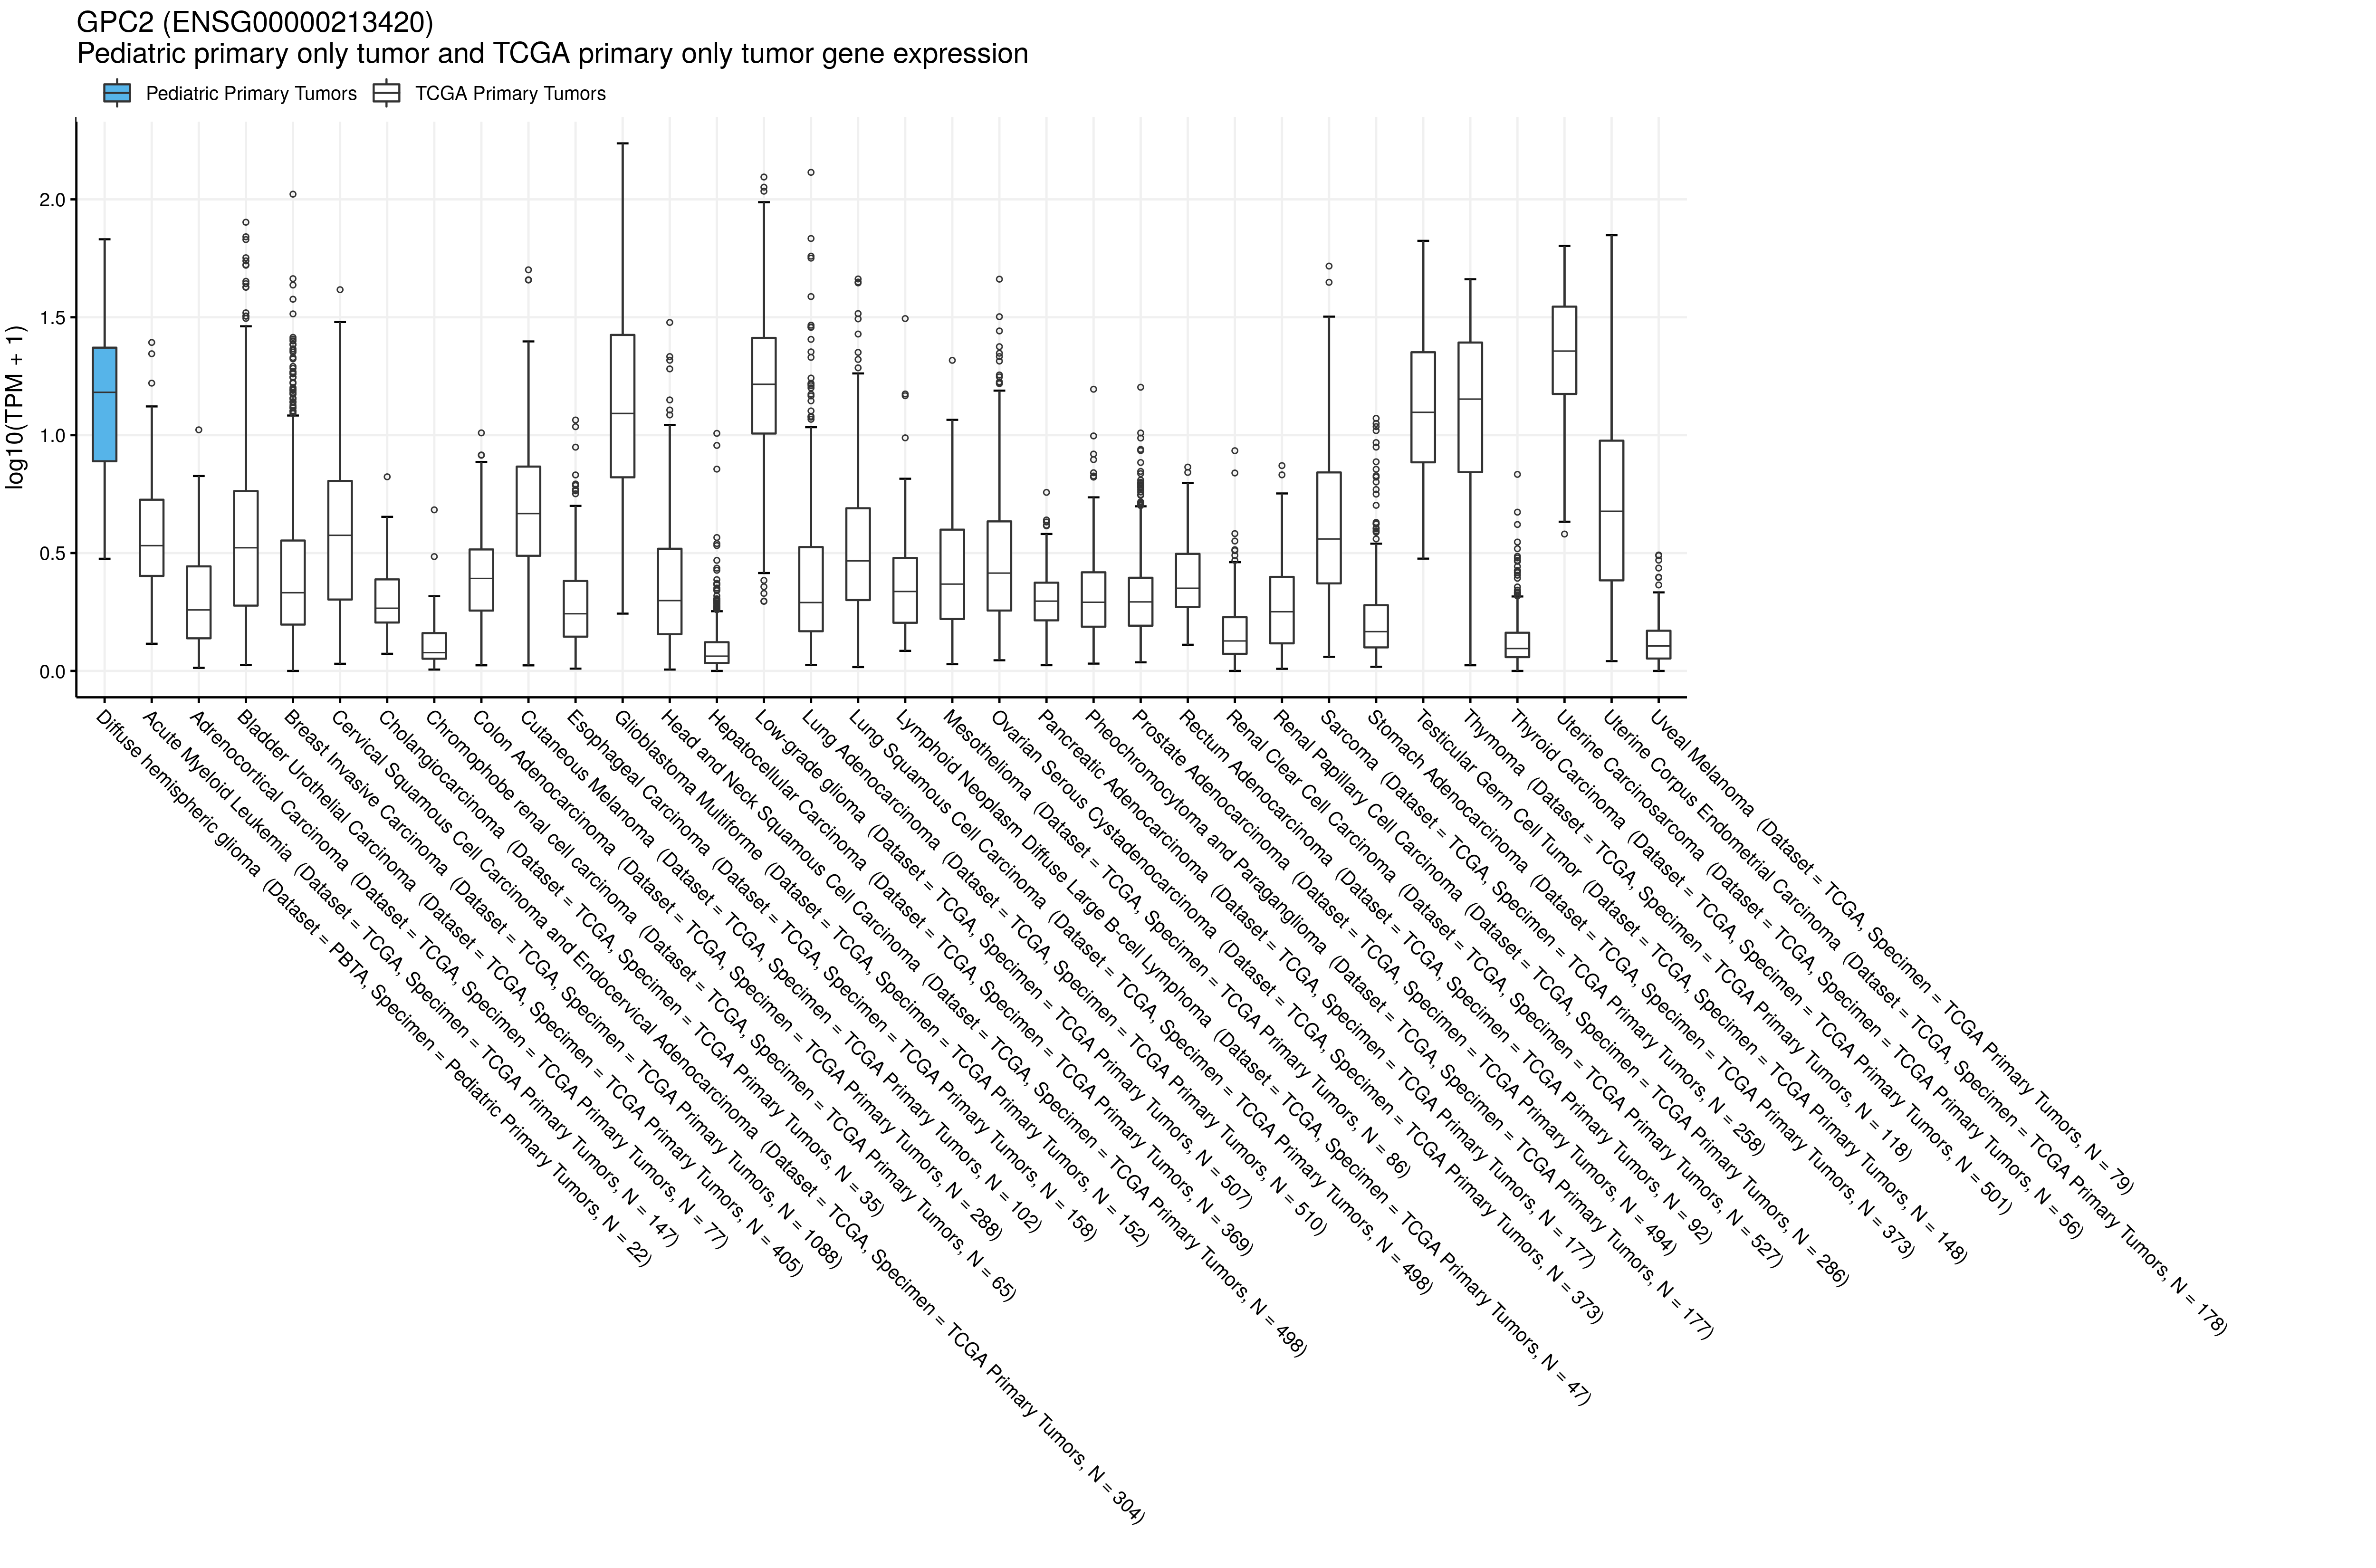 GPC2 (ENSG00000213420)
Pediatric primary only tumor and TCGA primary only tumor gene expression
Pediatric Primary Tumors
TCGA Primary Tumors
log10(TPM + 1)
2.0
1.5
1.0
0.5
0.0
Diffuse hemispheric glioma (Dataset = PBTA, Specimen = Pediatric Primary Tumors, N = 22)
Acute Myeloid Leukemia (Dataset = TCGA, Specimen = TCGA Primary Tumors, N = 147)
Adrenocortical Carcinoma (Dataset = TCGA, Specimen = TCGA Primary Tumors, N = 77)
Bladder Urothelial Carcinoma (Dataset = TCGA, Specimen = TCGA Primary Tumors, N = 405)
Breast Invasive Carcinoma (Dataset = TCGA, Specimen = TCGA Primary Tumors, N = 1088)
Cervical Squamous Cell Carcinoma and Endocervical Adenocarcinoma (Dataset = TCGA, Specimen = TCGA Primary Tumors, N = 304)
Cholangiocarcinoma (Dataset = TCGA, Specimen = TCGA Primary Tumors, N = 35)
Chromophobe renal cell carcinoma (Dataset = TCGA, Specimen = TCGA Primary Tumors, N = 65)
Colon Adenocarcinoma (Dataset = TCGA, Specimen = TCGA Primary Tumors, N = 288)
Cutaneous Melanoma (Dataset = TCGA, Specimen = TCGA Primary Tumors, N = 102)
Esophageal Carcinoma (Dataset = TCGA, Specimen = TCGA Primary Tumors, N = 158)
Glioblastoma Multiforme (Dataset = TCGA, Specimen = TCGA Primary Tumors, N = 152)
Head and Neck Squamous Cell Carcinoma (Dataset = TCGA, Specimen = TCGA Primary Tumors, N = 498)
Hepatocellular Carcinoma (Dataset = TCGA, Specimen = TCGA Primary Tumors, N = 369)
Low-grade glioma (Dataset = TCGA, Specimen = TCGA Primary Tumors, N = 507)
Lung Adenocarcinoma (Dataset = TCGA, Specimen = TCGA Primary Tumors, N = 510)
Lung Squamous Cell Carcinoma (Dataset = TCGA, Specimen = TCGA Primary Tumors, N = 498)
Lymphoid Neoplasm Diffuse Large B-cell Lymphoma (Dataset = TCGA, Specimen = TCGA Primary Tumors, N = 47)
Mesothelioma (Dataset = TCGA, Specimen = TCGA Primary Tumors, N = 86)
Ovarian Serous Cystadenocarcinoma (Dataset = TCGA, Specimen = TCGA Primary Tumors, N = 373)
Pancreatic Adenocarcinoma (Dataset = TCGA, Specimen = TCGA Primary Tumors, N = 177)
Pheochromocytoma and Paraganglioma (Dataset = TCGA, Specimen = TCGA Primary Tumors, N = 177)
Prostate Adenocarcinoma (Dataset = TCGA, Specimen = TCGA Primary Tumors, N = 494)
Rectum Adenocarcinoma (Dataset = TCGA, Specimen = TCGA Primary Tumors, N = 92)
Renal Clear Cell Carcinoma (Dataset = TCGA, Specimen = TCGA Primary Tumors, N = 527)
Renal Papillary Cell Carcinoma (Dataset = TCGA, Specimen = TCGA Primary Tumors, N = 286)
Sarcoma (Dataset = TCGA, Specimen = TCGA Primary Tumors, N = 258)
Stomach Adenocarcinoma (Dataset = TCGA, Specimen = TCGA Primary Tumors, N = 373)
Testicular Germ Cell Tumor (Dataset = TCGA, Specimen = TCGA Primary Tumors, N = 148)
Thymoma (Dataset = TCGA, Specimen = TCGA Primary Tumors, N = 118)
Thyroid Carcinoma (Dataset = TCGA, Specimen = TCGA Primary Tumors, N = 501)
Uterine Carcinosarcoma (Dataset = TCGA, Specimen = TCGA Primary Tumors, N = 56)
Uterine Corpus Endometrial Carcinoma (Dataset = TCGA, Specimen = TCGA Primary Tumors, N = 178)
Uveal Melanoma (Dataset = TCGA, Specimen = TCGA Primary Tumors, N = 79)